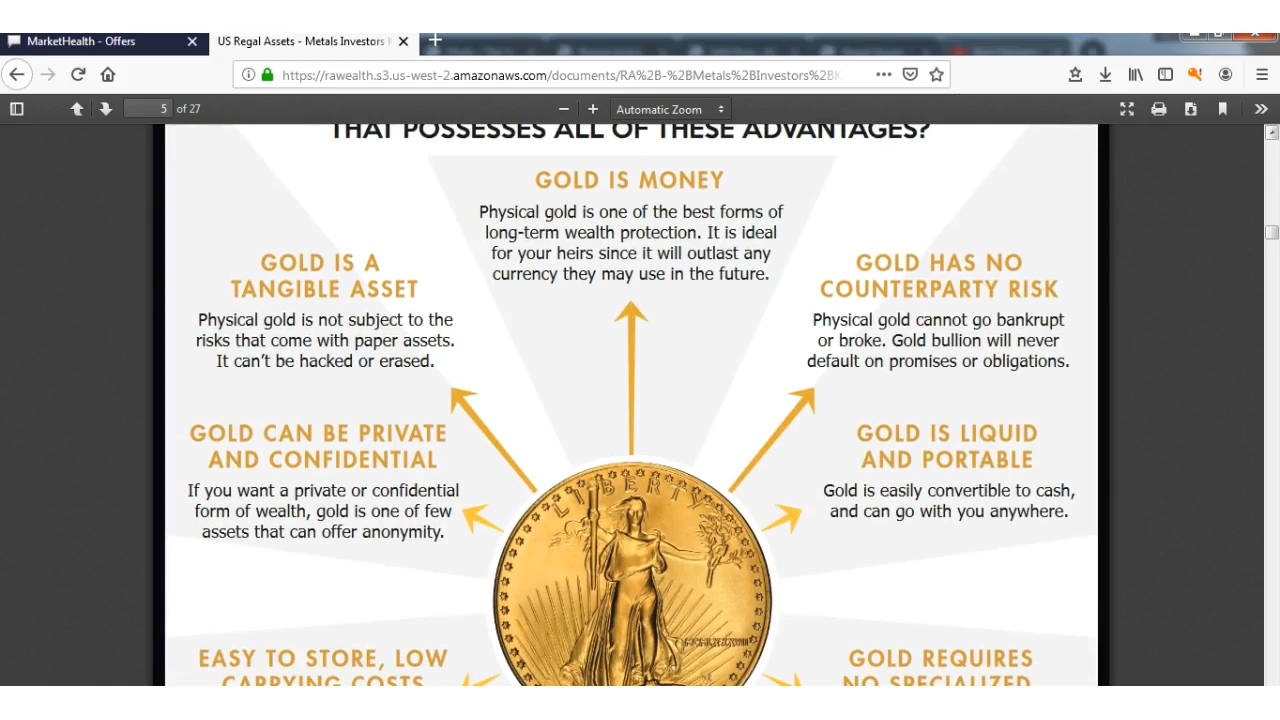 MarketHealth - Offers
US Regal Assets - Metals Investors
https://rawealth.s3.us-west-2.amazonaws.com/documents/RA%2B-%2BMetals%2BInvestors%2BK
5 of 27
Automatic Zoom
THAT POSSESSES ALL OF THESE ADVANTAGES?
GOLD IS MONEY
Physical gold is one of the best forms of
long-term wealth protection. It is ideal
for your heirs since it will outlast any
currency they may use in the future.
GOLD IS A
TANGIBLE ASSET
Physical gold is not subject to the
risks that come with paper assets.
It can't be hacked or erased.
GOLD HAS NO
COUNTERPARTY RISK
Physical gold cannot go bankrupt
or broke. Gold bullion will never
default on promises or obligations.
GOLD CAN BE PRIVATE
AND CONFIDENTIAL
If you want a private or confidential
form of wealth, gold is one of few
assets that can offer anonymity.
GOLD IS LIQUID
AND PORTABLE
Gold is easily convertible to cash,
and can go with you anywhere.
LIBERTY
EASY TO STORE, LOW
CARRYING COSTS
GOLD REQUIRES
NO SPECIALIZED